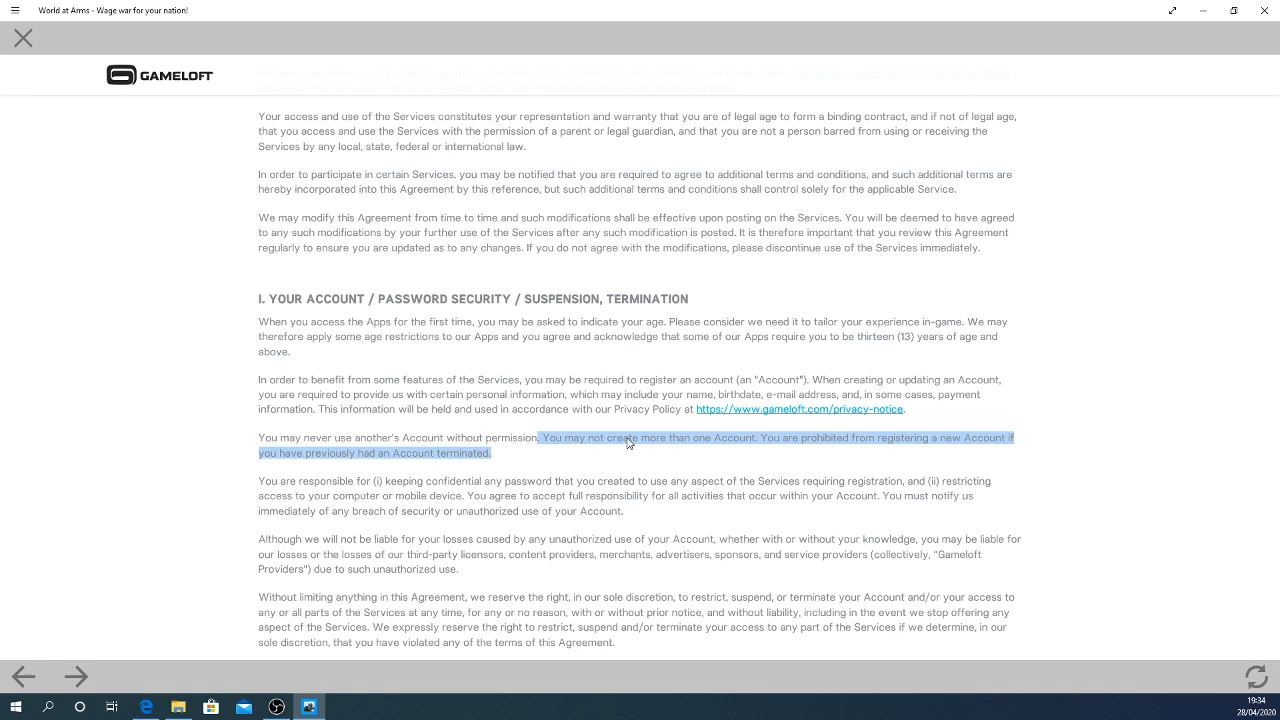 World at Arms - Wage war for your nation!
GAMELOFT
Your access and use of the Services constitutes your representation and warranty that you are of legal age to form a binding contract, and if not of legal age,
that you access and use the Services with the permission of a parent or legal guardian, and that you are not a person barred from using or receiving the
Services by any local, state, federal or international law.
In order to participate in certain Services, you may be notified that you are required to agree to additional terms and conditions, and such additional terms are
hereby incorporated into this Agreement by this reference, but such additional terms and conditions shall control solely for the applicable Service.
We may modify this Agreement from time to time and such modifications shall be effective upon posting on the Services. You will be deemed to have agreed
to any such modifications by your further use of the Services after any such modification is posted. It is therefore important that you review this Agreement
regularly to ensure you are updated as to any changes. If you do not agree with the modifications, please discontinue use of the Services immediately.
I. YOUR ACCOUNT / PASSWORD SECURITY / SUSPENSION, TERMINATION
When you access the Apps for the first time, you may be asked to indicate your age. Please consider we need it to tailor your experience in-game. We may
therefore apply some age restrictions to our Apps and you agree and acknowledge that some of our Apps require you to be thirteen (13) years of age and
above.
In order to benefit from some features of the Services, you may be required to register an account (an "Account"). When creating or updating an Account,
you are required to provide us with certain personal information, which may include your name, birthdate, e-mail address, and, in some cases, payment
information. This information will be held and used in accordance with our Privacy Policy at https://www.gameloft.com/privacy-notice.
You may never use another's Account without permission. You may not create more than one Account. You are prohibited from registering a new Account if
you have previously had an Account terminated.
You are responsible for (i) keeping confidential any password that you created to use any aspect of the Services requiring registration, and (ii) restricting
access to your computer or mobile device. You agree to accept full responsibility for all activities that occur within your Account. You must notify us
immediately of any breach of security or unauthorized use of your Account.
Although we will not be liable for your losses caused by any unauthorized use of your Account, whether with or without your knowledge, you may be liable for
our losses or the losses of our third-party licensors, content providers, merchants, advertisers, sponsors, and service providers (collectively, “Gameloft
Providers”) due to such unauthorized use.
Without limiting anything in this Agreement, we reserve the right, in our sole discretion, to restrict, suspend, or terminate your Account and/or your access to
any or all parts of the Services at any time, for any or no reason, with or without prior notice, and without liability, including in the event we stop offering any
aspect of the Services. We expressly reserve the right to restrict, suspend and/or terminate your access to any part of the Services if we determine, in our
sole discretion, that you have violated any of the terms of this Agreement.
19:34
28/04/2020